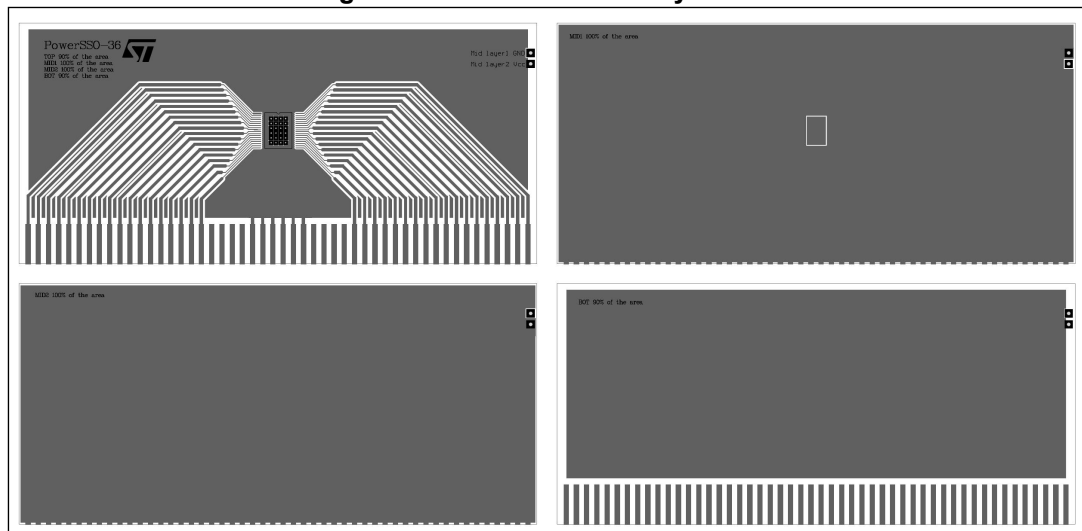 PowerSSO-36
TOP 90% of the area
MID1 100% of the area
MID2 100% of the area
BOT 90% of the area
Mid layer1 GND
Mid layer2 Vcc
MID1 100% of the area
MID2 100% of the area
BOT 90% of the area